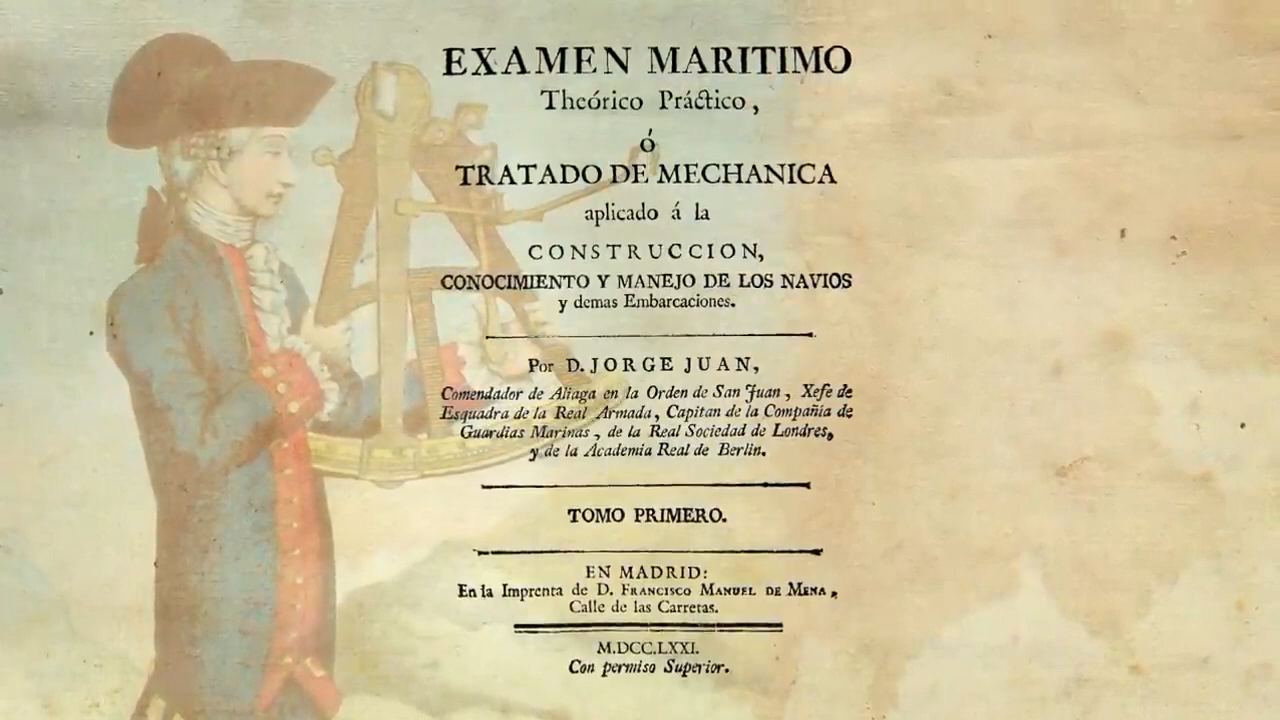 EXAMEN MARITIMO
Theórico Práctico,
ó
TRATADO DE MECHANICA
aplicado á la
CONSTRUCCION,
CONOCIMIENTO Y MANEJO DE LOS NAVIOS
y demas Embarcaciones.
Por D. JORGE JUAN,
Comendador de Aliaga en la Orden de San Juan, Xefe de
Esquadra de la Real Armada, Capitan de la Compañia de
Guardias Marinas, de la Real Sociedad de Londres,
y de la Academia Real de Berlin.
TOMO PRIMERO.
EN MADRID:
En la Imprenta de D. FRANCISCO MANUEL DE MENA,
Calle de las Carretas.
M.DCC.LXXI.
Con permiso Superior.